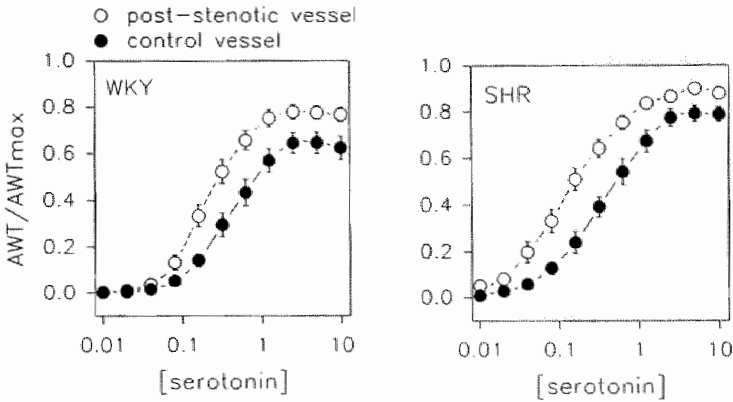 post-stenotic vessel
control vessel
WKY
SHR
AWT/AWTmax
1.0
0.8
0.6
0.4
0.2
0.0
0.01 0.1 1 10
[serotonin]
1.0
0.8
0.6
0.4
0.2
0.0
0.01 0.1 1 10
[serotonin]